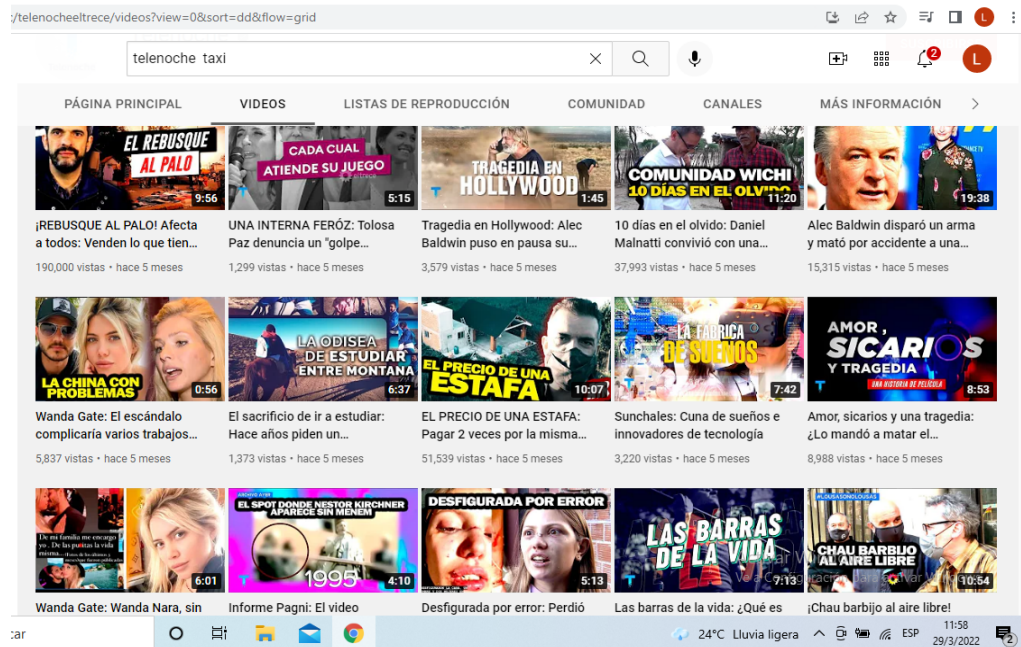 :/telenocheeltrece/videos?view=0&sort=dd&flow=grid
L
telenoche taxi
2
L
PÁGINA PRINCIPAL
VIDEOS
LISTAS DE REPRODUCCIÓN
COMUNIDAD
CANALES
MÁS INFORMACIÓN
EL REBUSQUE
AL PALO!
9:56
CADA CUAL
ATIENDE SU JUEGO
5:15
TRAGEDIA EN
HOLLYWOOD
1:45
COMUNIDAD WICHI
10 DÍAS EN EL OLVIDO
11:20
19:38
¡REBUSQUE AL PALO! Afecta
a todos: Venden lo que tien...
190,000 vistas • hace 5 meses
UNA INTERNA FERÓZ: Tolosa
Paz denuncia un "golpe...
1,299 vistas • hace 5 meses
Tragedia en Hollywood: Alec
Baldwin puso en pausa su...
3,579 vistas • hace 5 meses
10 días en el olvido: Daniel
Malnatti convivió con una...
37,993 vistas • hace 5 meses
Alec Baldwin disparó un arma
y mató por accidente a una...
15,315 vistas • hace 5 meses
LA CHINA CON
PROBLEMAS
0:56
LA ODISEA
DE ESTUDIAR
ENTRE MONTAÑA
6:37
EL PRECIO DE UNA
ESTAFA
10:07
LA FÁBRICA
DE SUEÑOS
7:42
AMOR,
SICARIOS
Y TRAGEDIA
UNA HISTORIA DE PELÍCULA
8:53
Wanda Gate: El escándalo
complicaría varios trabajos...
5,837 vistas • hace 5 meses
El sacrificio de ir a estudiar:
Hace años piden un...
1,373 vistas • hace 5 meses
EL PRECIO DE UNA ESTAFA:
Pagar 2 veces por la misma...
51,539 vistas • hace 5 meses
Sunchales: Cuna de sueños e
innovadores de tecnología
3,220 vistas • hace 5 meses
Amor, sicarios y una tragedia:
¿Lo mandó a matar el...
8,988 vistas • hace 5 meses
De mi familia me encargo
6:01
EL SPOT DONDE NESTOR KIRCHNER
APARECE SIN MENEM
1995
4:10
DESFIGURADA POR ERROR
5:13
LAS BARRAS
DE LA VIDA
7:13
#LOUSASONOLOUSAS
CHAU BARBIJO
AL AIRE LIBRE
10:54
Wanda Gate: Wanda Nara, sin
Informe Pagni: El video
Desfigurada por error: Perdió
Las barras de la vida: ¿Qué es
¡Chau barbijo al aire libre!
car
24°C Lluvia ligera
ESP
11:58
29/3/2022
2